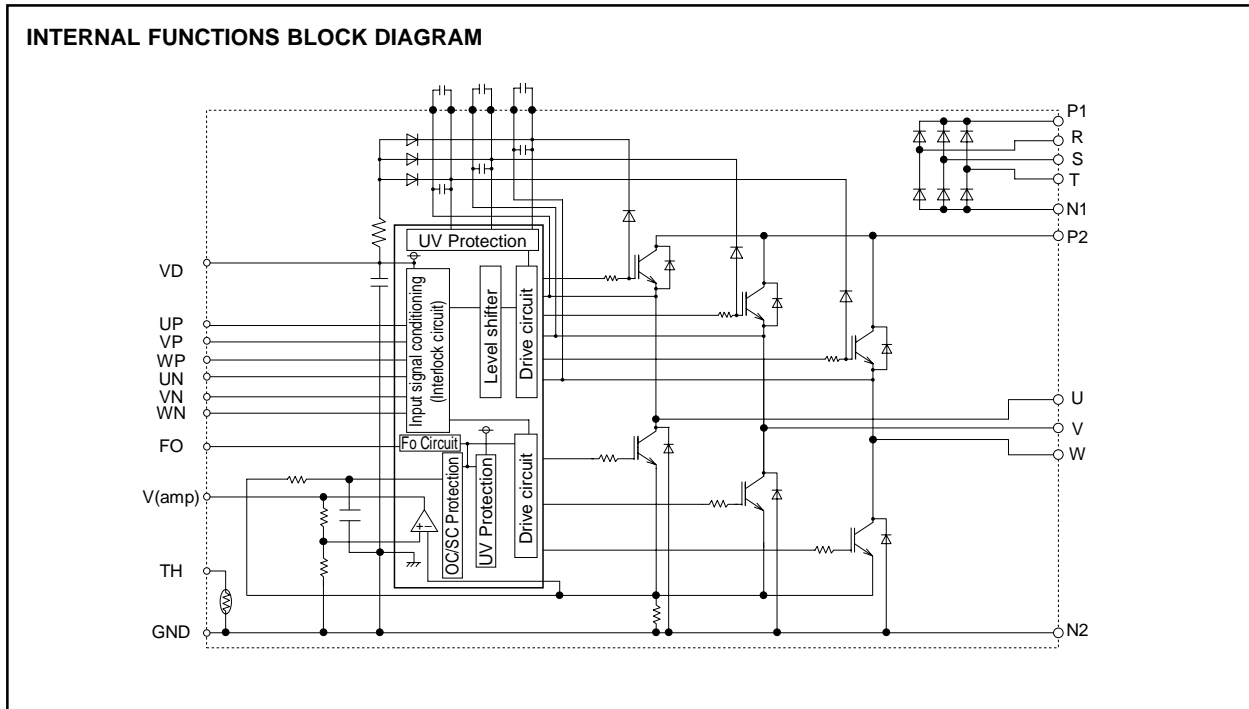 INTERNAL FUNCTIONS BLOCK DIAGRAM
P1
R
S
T
N1
P2
UV Protection
VD
UP
VP
WP
UN
VN
WN
Input signal conditioning
(Interlock circuit)
Level shifter
Drive circuit
U
V
W
FO
Fo Circuit
V(amp)
OC/SC Protection
UV Protection
Drive circuit
+−
TH
GND
N2